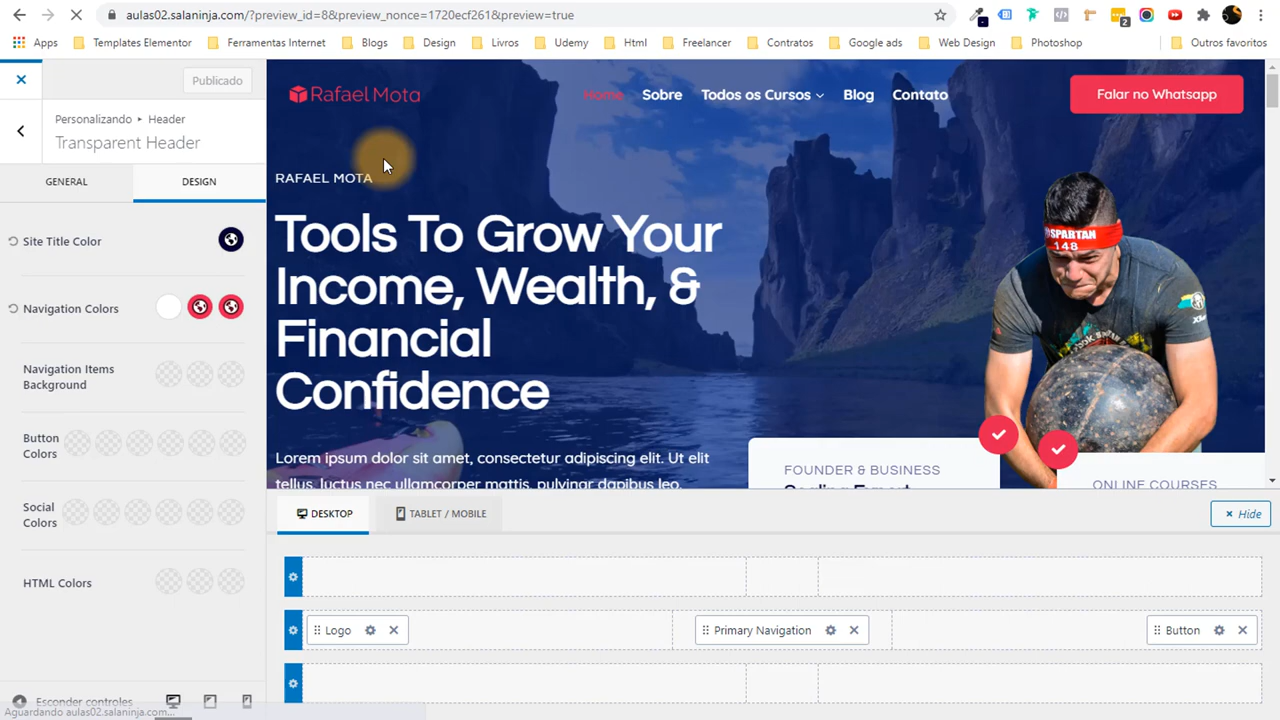 aulas02.salaninja.com/?preview_id=8&preview_nonce=1720ecf261&preview=true
2
Apps Templates Elementor Ferramentas Internet Blogs Design Livros Udemy Html Freelancer Contratos Google ads Web Design Photoshop Outros favoritos
Publicado
Personalizando ▸ Header
Transparent Header
GENERAL DESIGN
Site Title Color
Navigation Colors
Navigation Items
Background
Button
Colors
Social
Colors
HTML Colors
Esconder controles
Aguardando aulas02.salaninja.com...
Rafael Mota
Home Sobre Todos os Cursos Blog Contato
Falar no Whatsapp
RAFAEL MOTA
Tools To Grow Your
Income, Wealth, &
Financial
Confidence
Lorem ipsum dolor sit amet, consectetur adipiscing elit. Ut elit
tellus, luctus nec ullamcorper mattis, pulvinar dapibus leo.
SPARTAN
148
FOUNDER & BUSINESS
ONLINE COURSES
DESKTOP TABLET / MOBILE
× Hide
Logo
Primary Navigation
Button